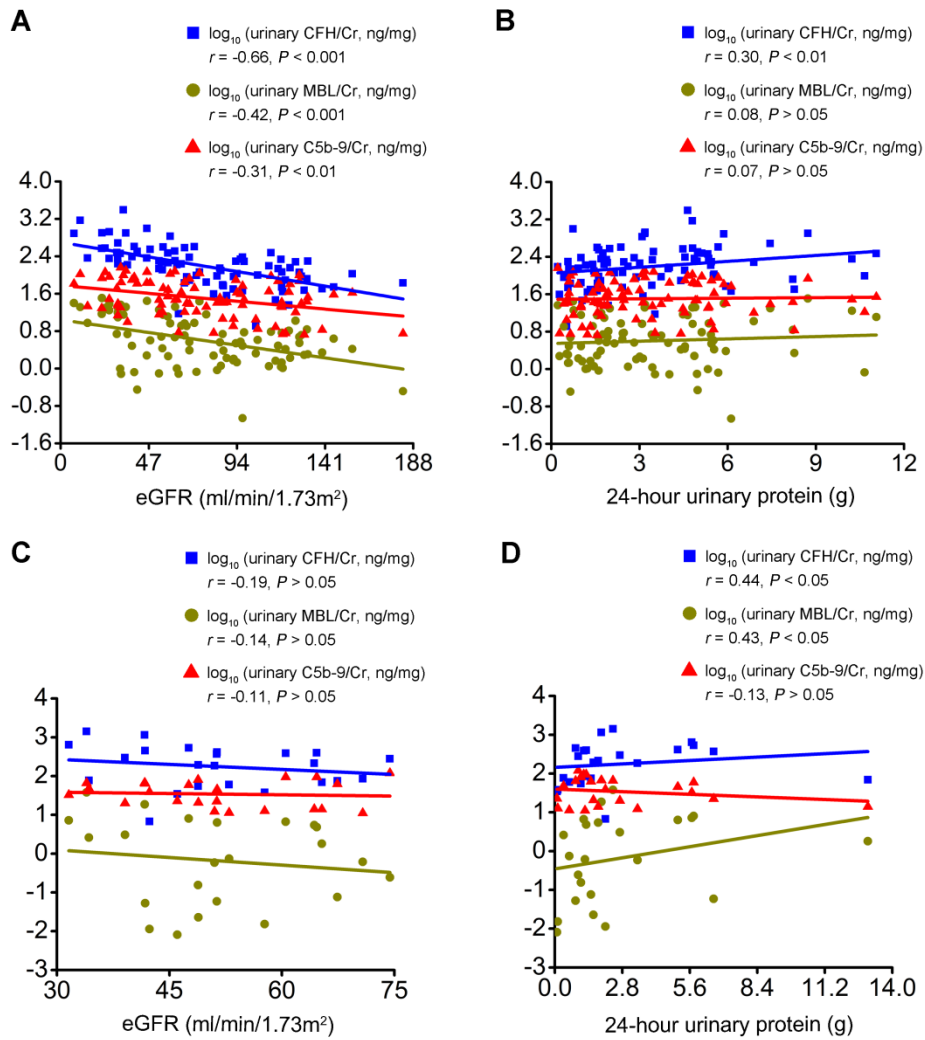 A
log₁₀ (urinary CFH/Cr, ng/mg)
r = -0.66, P < 0.001
log₁₀ (urinary MBL/Cr, ng/mg)
r = -0.42, P < 0.001
log₁₀ (urinary C5b-9/Cr, ng/mg)
r = -0.31, P < 0.01
4.0
3.2
2.4
1.6
0.8
0.0
-0.8
-1.6
0 47 94 141 188
eGFR (ml/min/1.73m²)
B
log₁₀ (urinary CFH/Cr, ng/mg)
r = 0.30, P < 0.01
log₁₀ (urinary MBL/Cr, ng/mg)
r = 0.08, P > 0.05
log₁₀ (urinary C5b-9/Cr, ng/mg)
r = 0.07, P > 0.05
4.0
3.2
2.4
1.6
0.8
0.0
-0.8
-1.6
0 3 6 9 12
24-hour urinary protein (g)
C
log₁₀ (urinary CFH/Cr, ng/mg)
r = -0.19, P > 0.05
log₁₀ (urinary MBL/Cr, ng/mg)
r = -0.14, P > 0.05
log₁₀ (urinary C5b-9/Cr, ng/mg)
r = -0.11, P > 0.05
4
3
2
1
0
-1
-2
-3
30 45 60 75
eGFR (ml/min/1.73m²)
D
log₁₀ (urinary CFH/Cr, ng/mg)
r = 0.44, P < 0.05
log₁₀ (urinary MBL/Cr, ng/mg)
r = 0.43, P < 0.05
log₁₀ (urinary C5b-9/Cr, ng/mg)
r = -0.13, P > 0.05
4
3
2
1
0
-1
-2
-3
0.0 2.8 5.6 8.4 11.2 14.0
24-hour urinary protein (g)